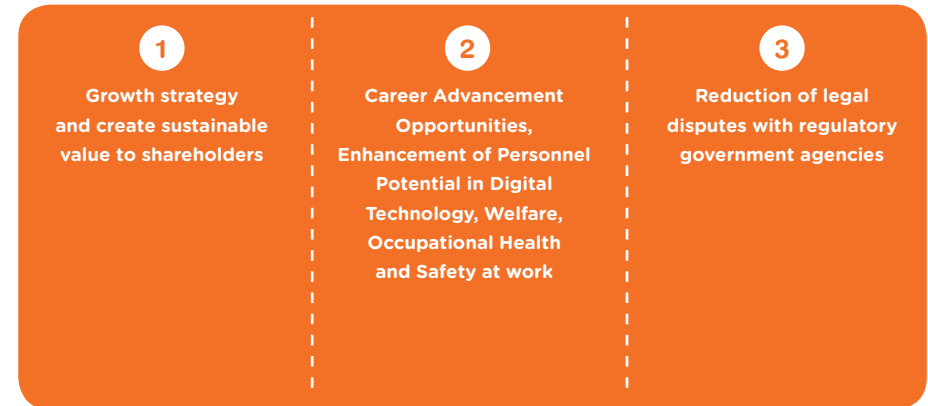 1
Growth strategy
and create sustainable
value to shareholders
2
Career Advancement
Opportunities,
Enhancement of Personnel
Potential in Digital
Technology, Welfare,
Occupational Health
and Safety at work
3
Reduction of legal
disputes with regulatory
government agencies